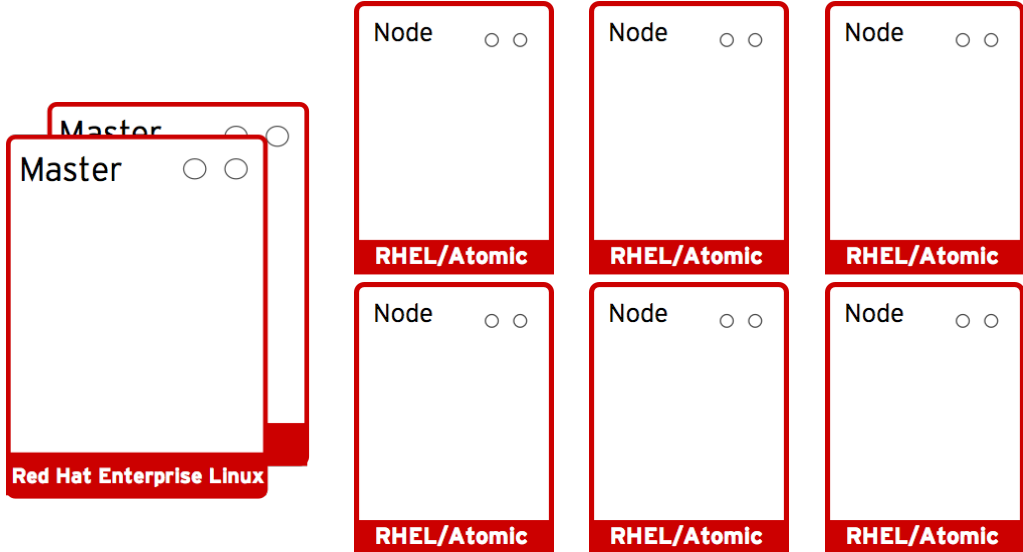 Master
Master
Red Hat Enterprise Linux
Node
Node
Node
RHEL/Atomic
RHEL/Atomic
RHEL/Atomic
Node
Node
Node
RHEL/Atomic
RHEL/Atomic
RHEL/Atomic